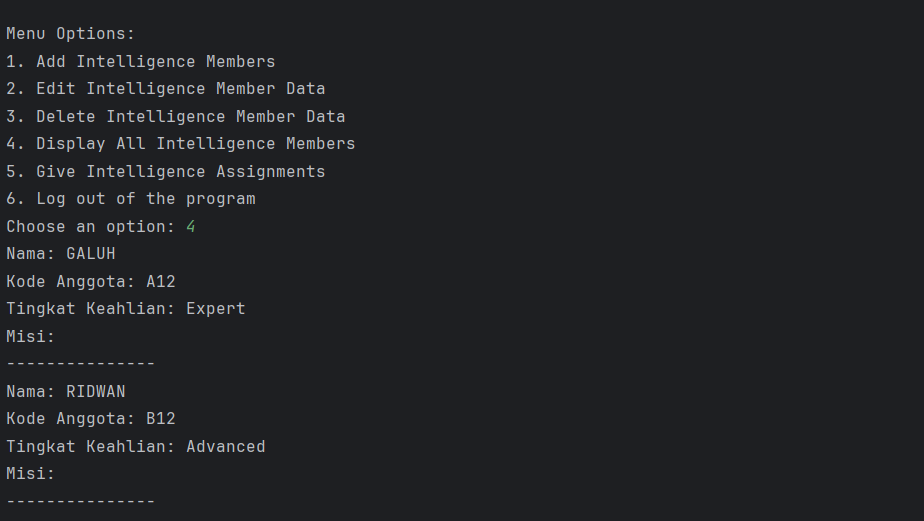 Menu Options:
1. Add Intelligence Members
2. Edit Intelligence Member Data
3. Delete Intelligence Member Data
4. Display All Intelligence Members
5. Give Intelligence Assignments
6. Log out of the program
Choose an option: 4
Nama: GALUH
Kode Anggota: A12
Tingkat Keahlian: Expert
Misi:
---------------
Nama: RIDWAN
Kode Anggota: B12
Tingkat Keahlian: Advanced
Misi:
---------------